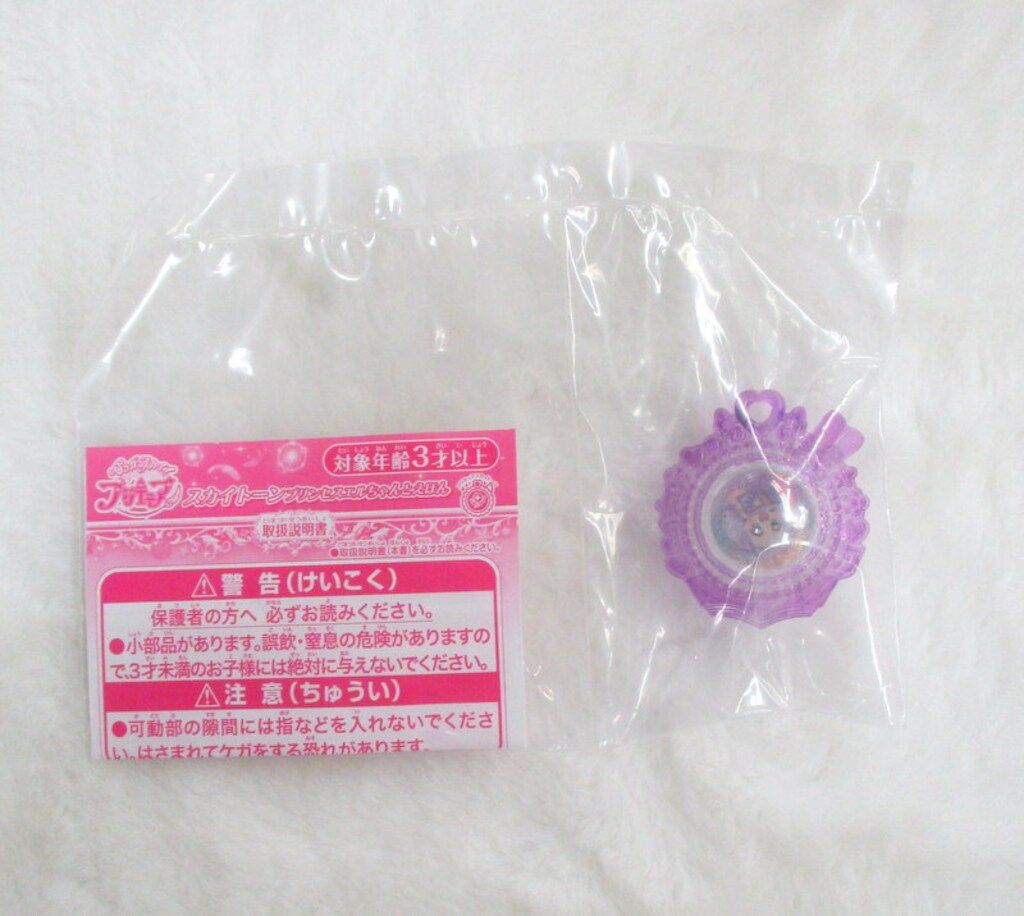 対象年齢3才以上
プリキュア
スカイトーンプリンセスエルちゃんとえほん
取扱説明書
●取扱説明書(本書)を必ずお読みください。
⚠警告(けいこく)
保護者の方へ 必ずお読みください。
●小部品があります。誤飲・窒息の危険がありますの
で、3才未満のお子様には絶対に与えないでください。
⚠注意(ちゅうい)
●可動部の隙間には指などを入れないでくださ
い。はさまれてケガをする恐れがあります。